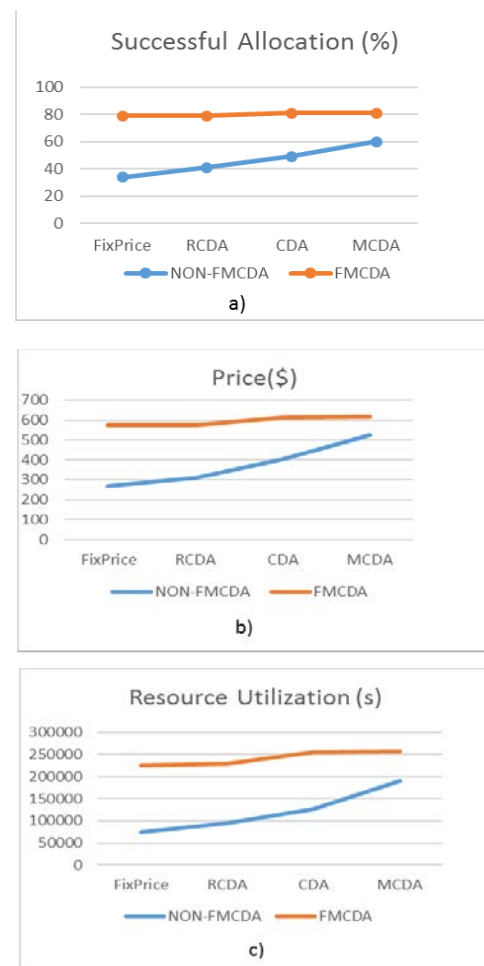 Successful Allocation (%)
100
80
60
40
20
0
FixPrice RCDA CDA MCDA
NON-FMCDA FMCDA
a)
Price($)
700
600
500
400
300
200
100
0
FixPrice RCDA CDA MCDA
NON-FMCDA FMCDA
b)
Resource Utilization (s)
300000
250000
200000
150000
100000
50000
0
FixPrice RCDA CDA MCDA
NON-FMCDA FMCDA
c)